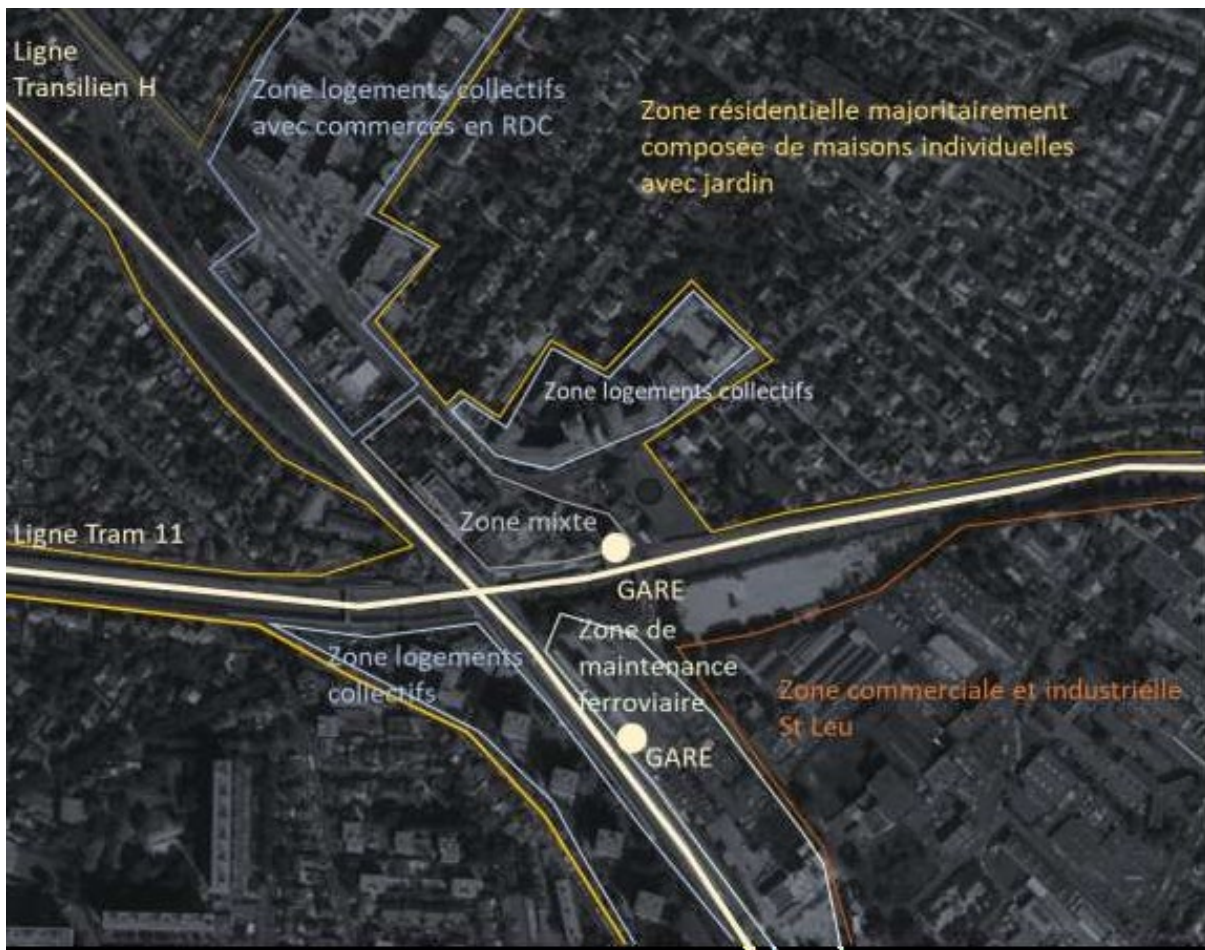 Ligne
Transilien H
Zone logements collectifs
avec commerces en RDC
Zone résidentielle majoritairement
composée de maisons individuelles
avec jardin
Zone logements collectifs
Ligne Tram 11
Zone mixte
GARE
Zone de
maintenance
ferroviaire
Zone logements
collectifs
Zone commerciale et industrielle
St Leu
GARE